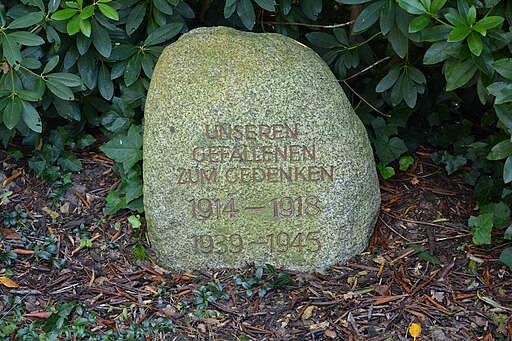 UNSEREN
GEFALLENEN
ZUM GEDENKEN
1914 – 1918
1939 – 1945